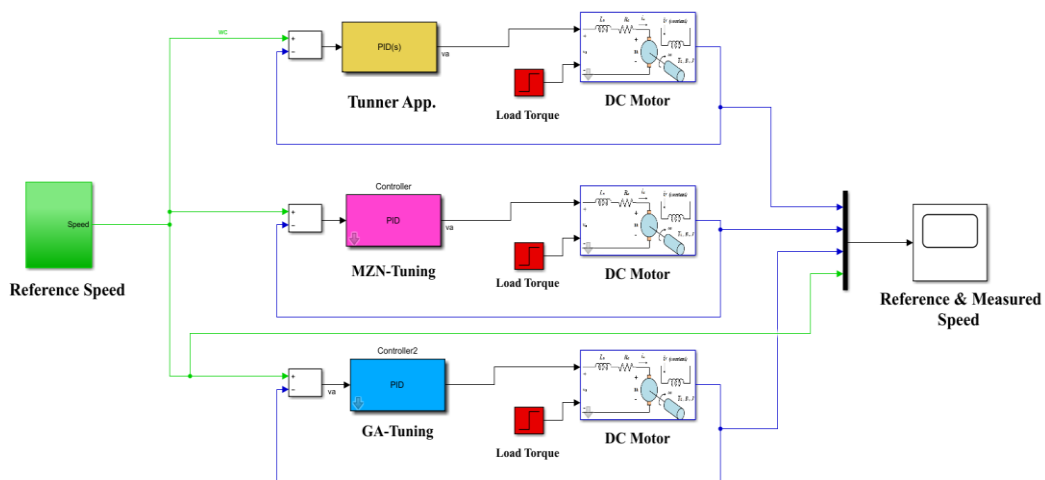 wc
+
−
PID(s)
va
Tunner App.
Load Torque
DC Motor
Speed
Reference Speed
Controller
+
−
PID
va
MZN-Tuning
Load Torque
DC Motor
Reference & Measured
Speed
Controller2
+
−
va
PID
GA-Tuning
Load Torque
DC Motor